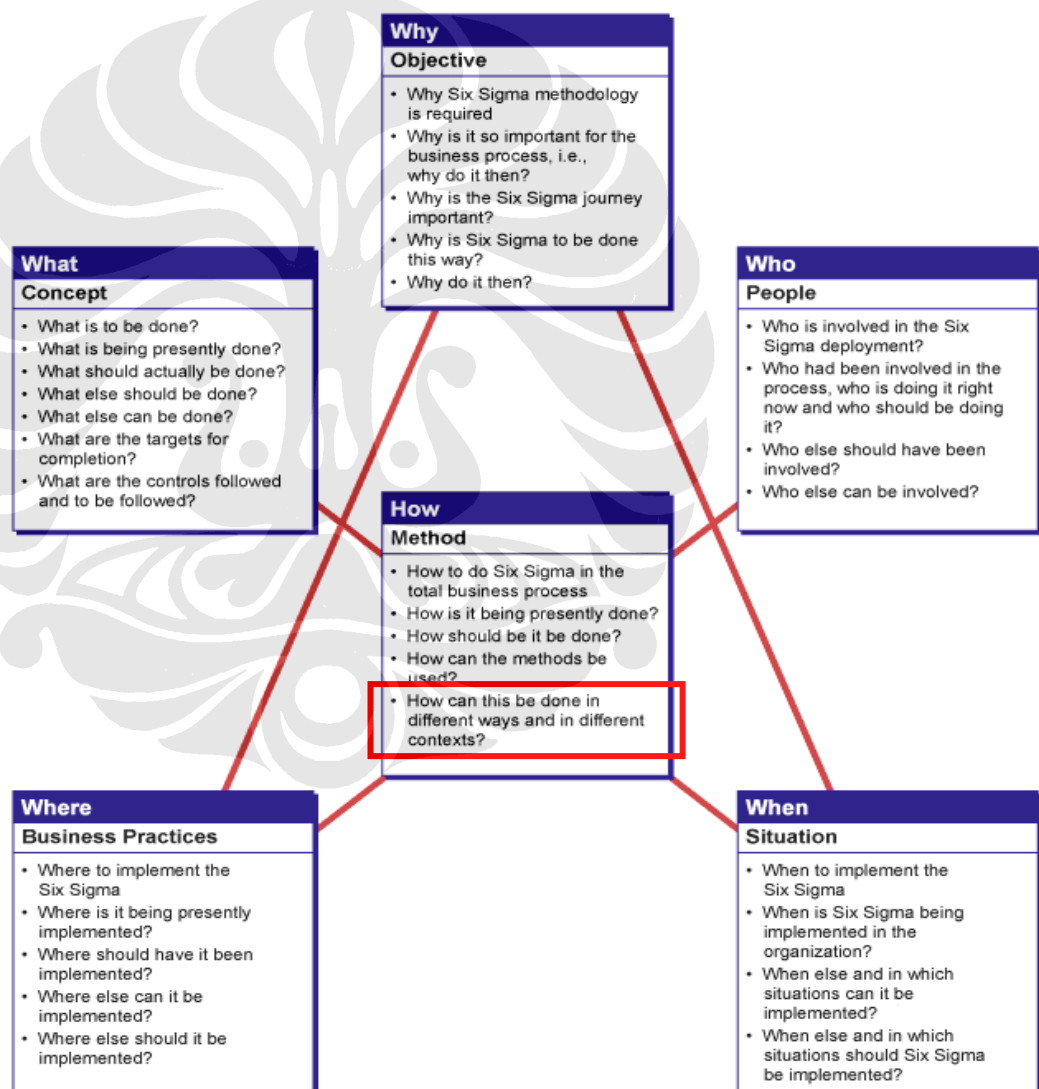 Why
Objective
• Why Six Sigma methodology
is required
• Why is it so important for the
business process, i.e.,
why do it then?
• Why is the Six Sigma journey
important?
• Why is Six Sigma to be done
this way?
• Why do it then?
What
Concept
• What is to be done?
• What is being presently done?
• What should actually be done?
• What else should be done?
• What else can be done?
• What are the targets for
completion?
• What are the controls followed
and to be followed?
Who
People
• Who is involved in the Six
Sigma deployment?
• Who had been involved in the
process, who is doing it right
now and who should be doing
it?
• Who else should have been
involved?
• Who else can be involved?
How
Method
• How to do Six Sigma in the
total business process
• How is it being presently done?
• How should be it be done?
• How can the methods be
used?
• How can this be done in
different ways and in different
contexts?
Where
Business Practices
• Where to implement the
Six Sigma
• Where is it being presently
implemented?
• Where should have it been
implemented?
• Where else can it be
implemented?
• Where else should it be
implemented?
When
Situation
• When to implement the
Six Sigma
• When is Six Sigma being
implemented in the
organization?
• When else and in which
situations can it be
implemented?
• When else and in which
situations should Six Sigma
be implemented?